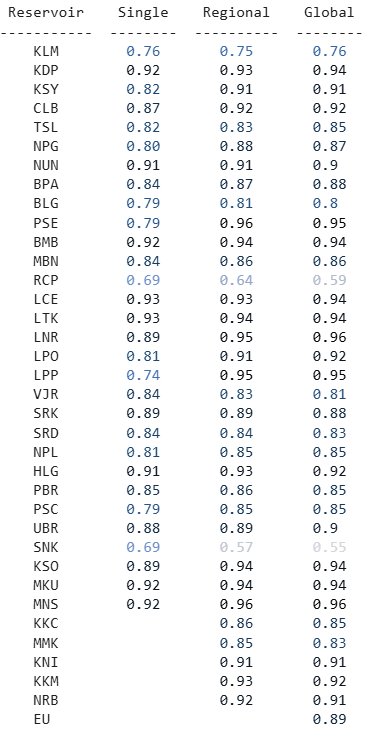 Reservoir Single Regional Global
----------- -------- ---------- --------
KLM 0.76 0.75 0.76
KDP 0.92 0.93 0.94
KSY 0.82 0.91 0.91
CLB 0.87 0.92 0.92
TSL 0.82 0.83 0.85
NPG 0.80 0.88 0.87
NUN 0.91 0.91 0.9
BPA 0.84 0.87 0.88
BLG 0.79 0.81 0.8
PSE 0.79 0.96 0.95
BMB 0.92 0.94 0.94
MBN 0.84 0.86 0.86
RCP 0.69 0.64 0.59
LCE 0.93 0.93 0.94
LTK 0.93 0.94 0.94
LNR 0.89 0.95 0.96
LPO 0.81 0.91 0.92
LPP 0.74 0.95 0.95
VJR 0.84 0.83 0.81
SRK 0.89 0.89 0.88
SRD 0.84 0.84 0.83
NPL 0.81 0.85 0.85
HLG 0.91 0.93 0.92
PBR 0.85 0.86 0.85
PSC 0.79 0.85 0.85
UBR 0.88 0.89 0.9
SNK 0.69 0.57 0.55
KSO 0.89 0.94 0.94
MKU 0.92 0.94 0.94
MNS 0.92 0.96 0.96
KKC 0.86 0.85
MMK 0.85 0.83
KNI 0.91 0.91
KKM 0.93 0.92
NRB 0.92 0.91
EU 0.89